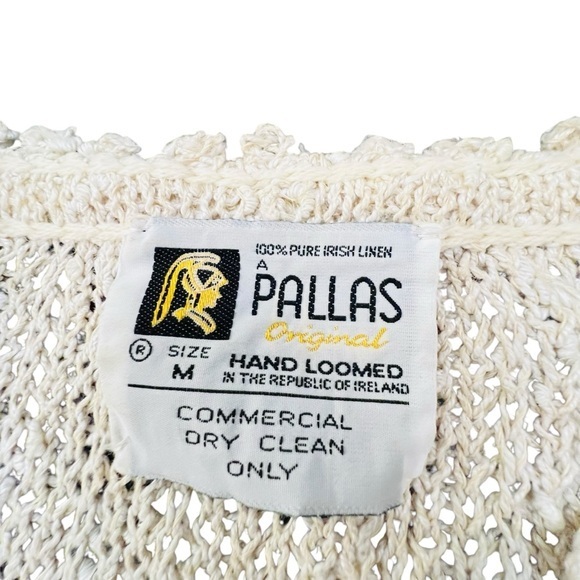 100% PURE IRISH LINEN
A
PALLAS
Original
® SIZE
M
HAND LOOMED
IN THE REPUBLIC OF IRELAND
COMMERCIAL
DRY CLEAN
ONLY